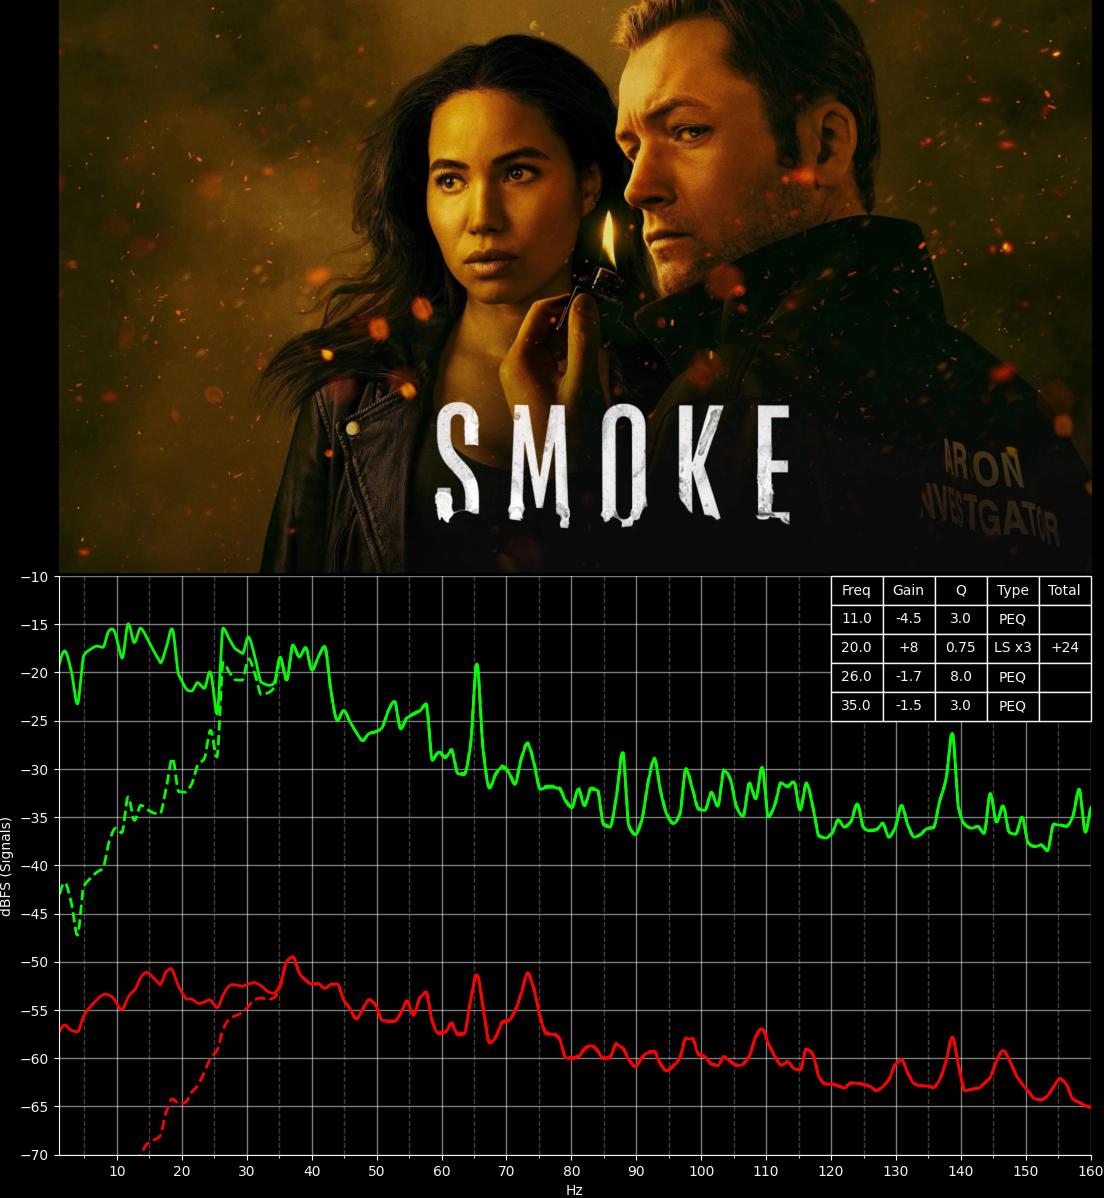 SMOKE
ARON
NVESTGATOR
−10
−15
−20
−25
−30
−35
−40
−45
−50
−55
−60
−65
−70
dBFS (Signals)
Freq Gain Q Type Total
11.0 -4.5 3.0 PEQ
20.0 +8 0.75 LS x3 +24
26.0 -1.7 8.0 PEQ
35.0 -1.5 3.0 PEQ
10 20 30 40 50 60 70 80 90 100 110 120 130 140 150 160
Hz